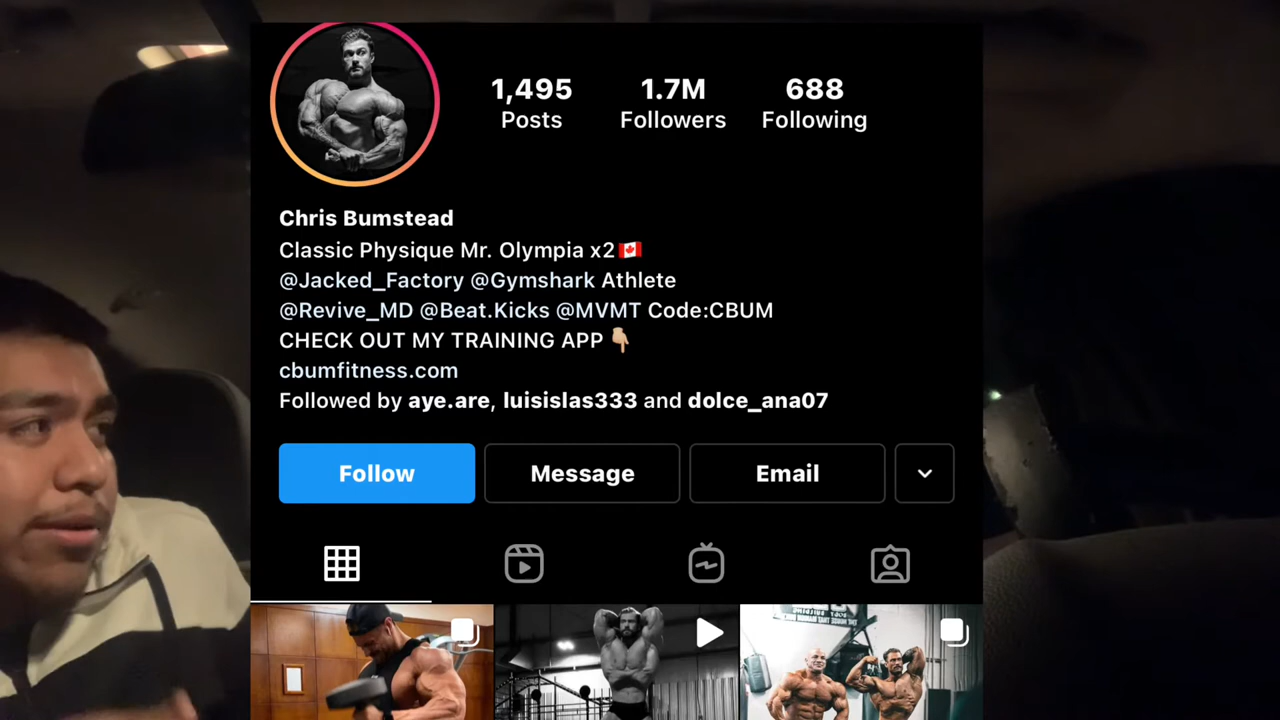 1,495 1.7M 688
Posts Followers Following
Chris Bumstead
Classic Physique Mr. Olympia x2🇨🇦
@Jacked_Factory @Gymshark Athlete
@Revive_MD @Beat.Kicks @MVMT Code:CBUM
CHECK OUT MY TRAINING APP 👇🏼
cbumfitness.com
Followed by aye.are, luisislas333 and dolce_ana07
Follow Message Email